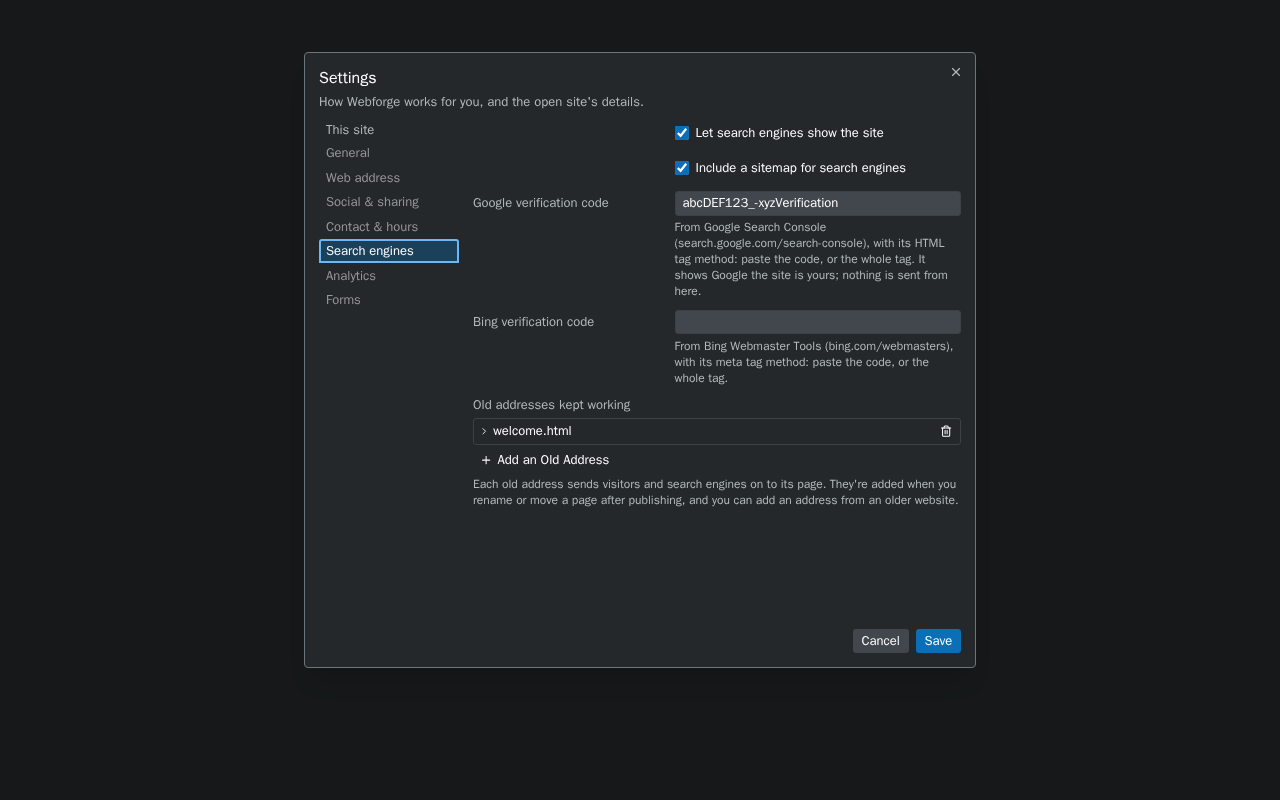 Settings
How Webforge works for you, and the open site's details.
This site
General
Web address
Social & sharing
Contact & hours
Search engines
Analytics
Forms
Let search engines show the site
Include a sitemap for search engines
Google verification code
abcDEF123_-xyzVerification
From Google Search Console
(search.google.com/search-console), with its HTML
tag method: paste the code, or the whole tag. It
shows Google the site is yours; nothing is sent from
here.
Bing verification code
From Bing Webmaster Tools (bing.com/webmasters),
with its meta tag method: paste the code, or the
whole tag.
Old addresses kept working
welcome.html
Add an Old Address
Each old address sends visitors and search engines on to its page. They're added when you
rename or move a page after publishing, and you can add an address from an older website.
Cancel
Save